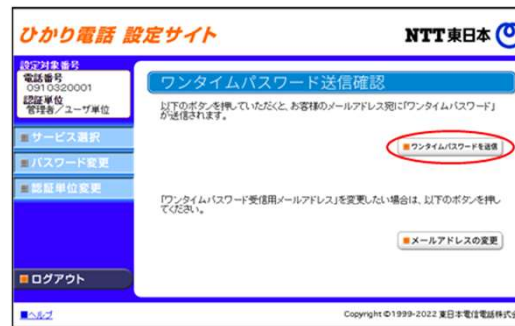 ひかり電話 設定サイト
NTT東日本
設定対象番号
電話番号
0910320001
認証単位
管理者/ユーザ単位
サービス選択
パスワード変更
認証単位変更
ログアウト
ワンタイムパスワード送信確認
以下のボタンを押していただくと、お客様のメールアドレス宛に「ワンタイムパスワード」
が送信されます。
ワンタイムパスワードを送信
「ワンタイムパスワード受信用メールアドレス」を変更したい場合は、以下のボタンを押し
てください。
メールアドレスの変更
ヘルプ
Copyright©1999-2022 東日本電信電話株式会